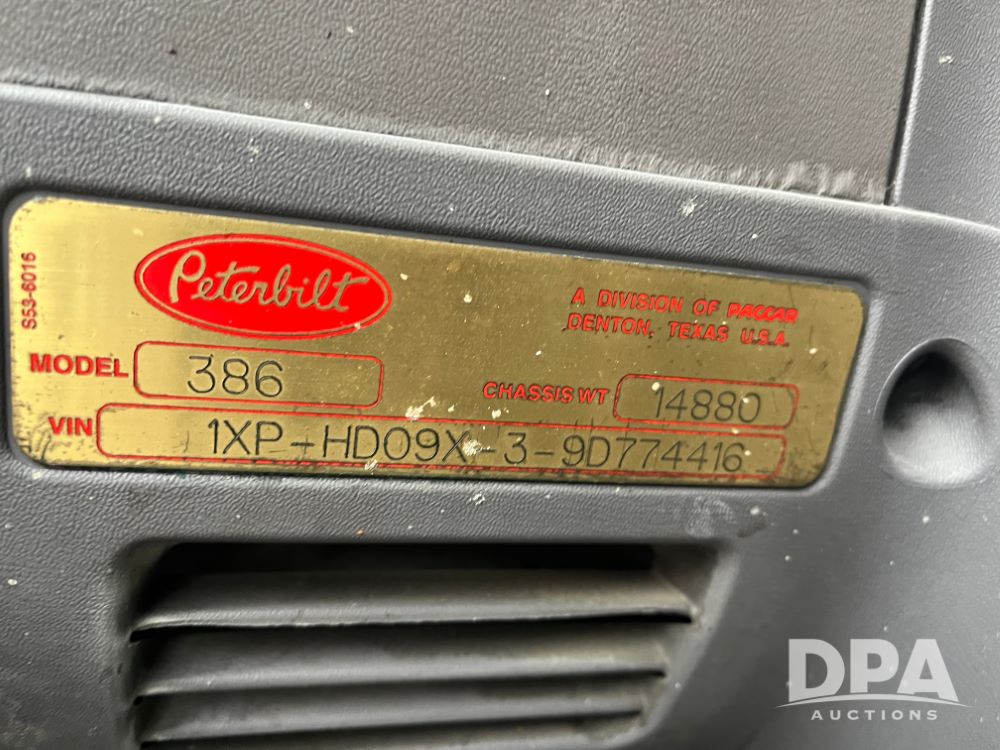 S53-6016
Peterbilt
A DIVISION OF PACCAR
DENTON, TEXAS U.S.A.
MODEL 386
CHASSIS WT 14880
VIN 1XP-HD09X-3-9D774416
DPA
AUCTIONS